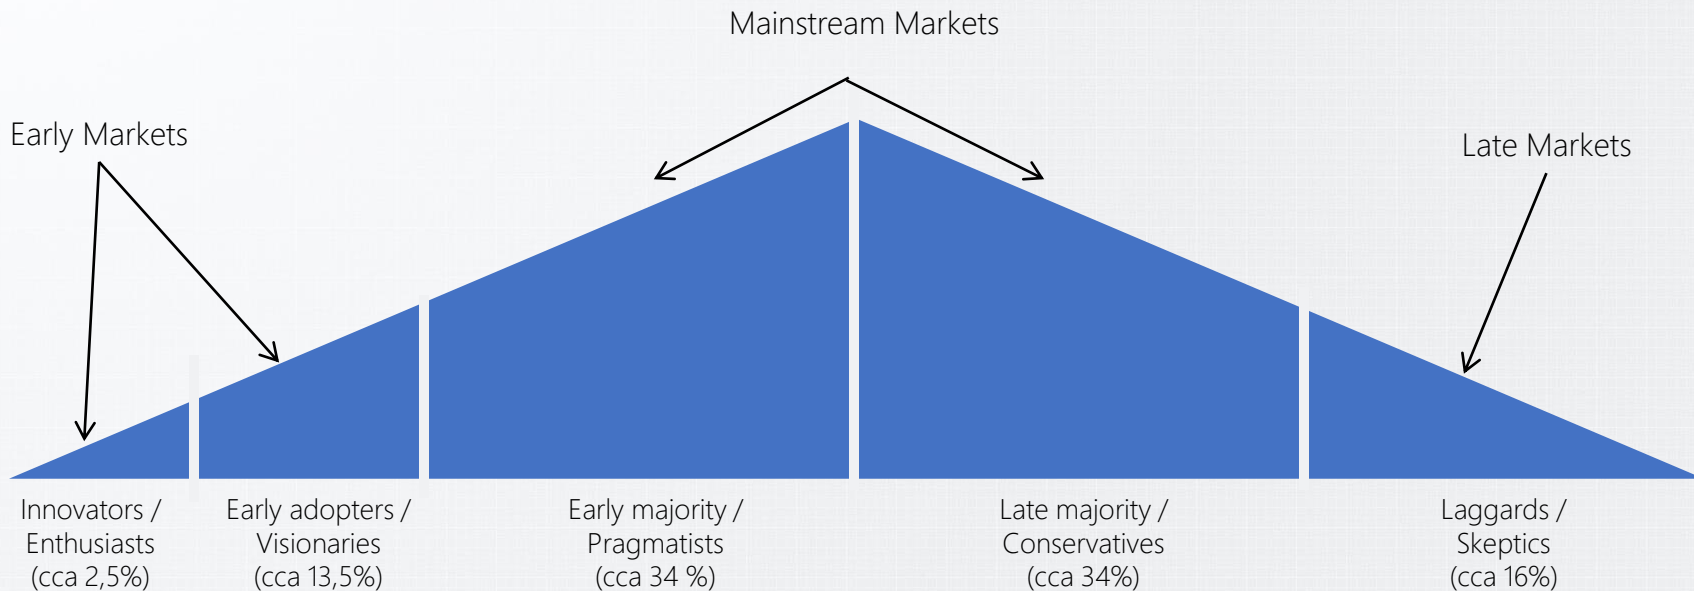 Mainstream Markets
Early Markets
Late Markets
Innovators /
Enthusiasts
(cca 2,5%)
Early adopters /
Visionaries
(cca 13,5%)
Early majority /
Pragmatists
(cca 34 %)
Late majority /
Conservatives
(cca 34%)
Laggards /
Skeptics
(cca 16%)